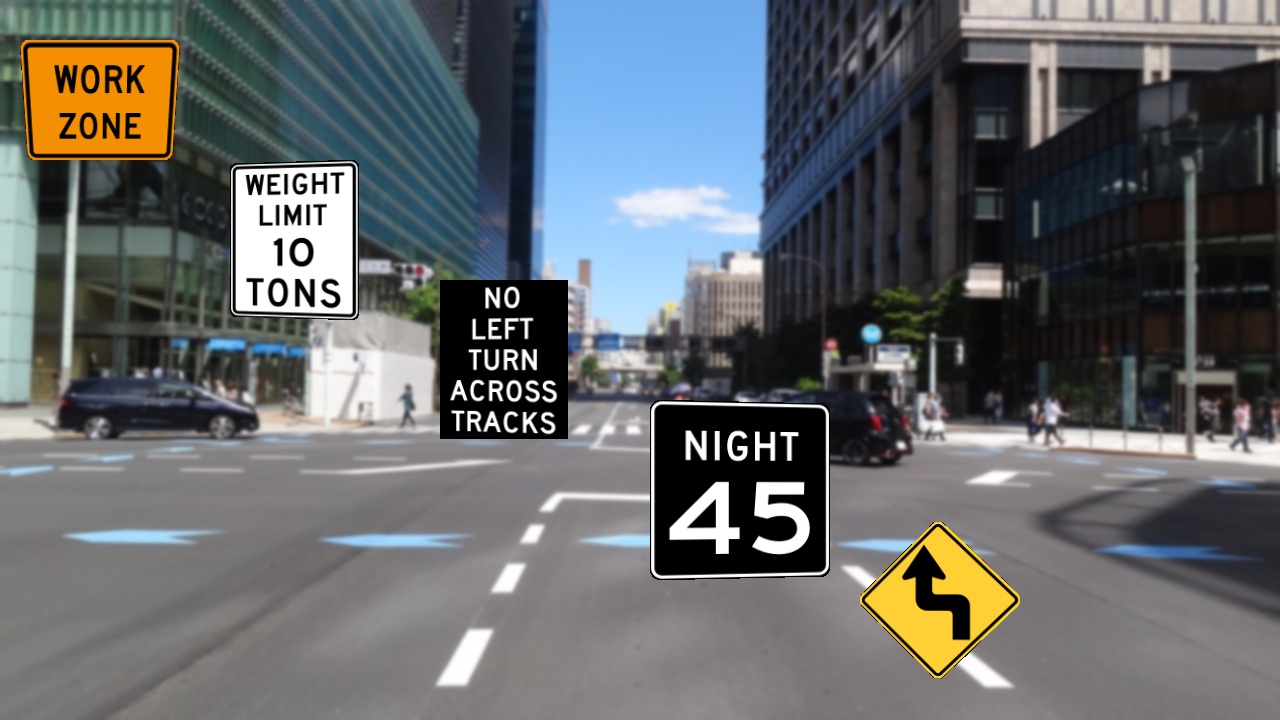 WORK
ZONE
WEIGHT
LIMIT
10
TONS
NO
LEFT
TURN
ACROSS
TRACKS
NIGHT
45